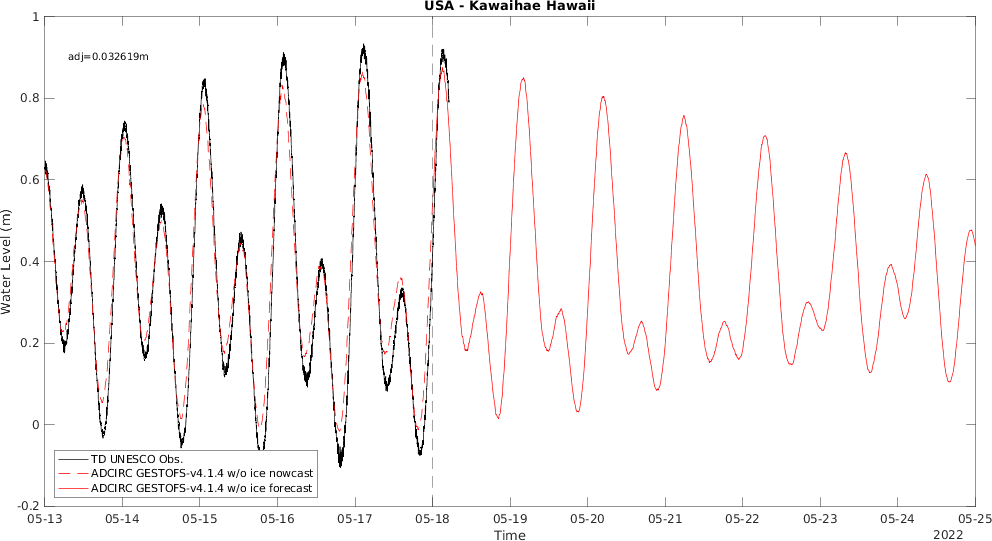 USA - Kawaihae Hawaii
1
adj=0.032619m
0.8
0.6
0.4
0.2
0
-0.2
Water Level (m)
TD UNESCO Obs.
ADCIRC GESTOFS-v4.1.4 w/o ice nowcast
ADCIRC GESTOFS-v4.1.4 w/o ice forecast
05-13 05-14 05-15 05-16 05-17 05-18 05-19 05-20 05-21 05-22 05-23 05-24 05-25
Time
2022